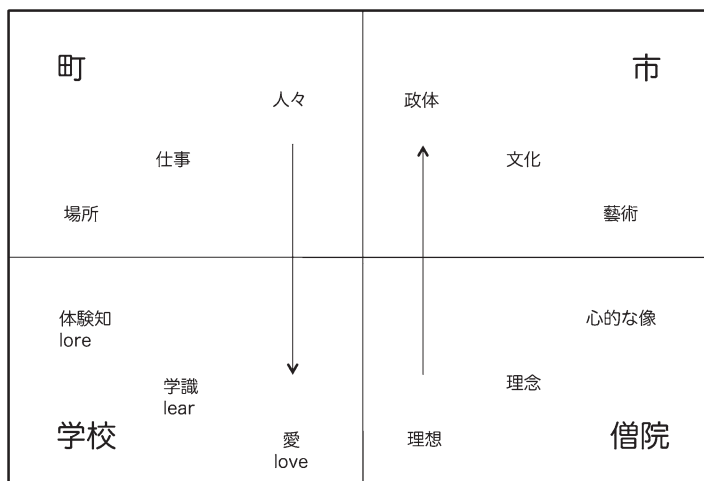 町
人々
仕事
場所
政体
市
文化
藝術
体験知
lore
学識
lear
学校
愛
love
心的な像
理念
理想
僧院